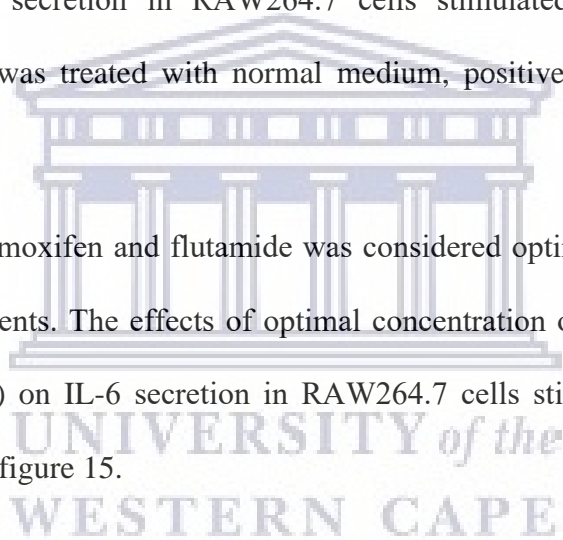 secretion in RAW264.7 cells stimulated
was treated with normal medium, positive
moxifen and flutamide was considered opti
ents. The effects of optimal concentration
) on IL-6 secretion in RAW264.7 cells sti
UNIVERSITY of the
figure 15.
WESTERN CAPE